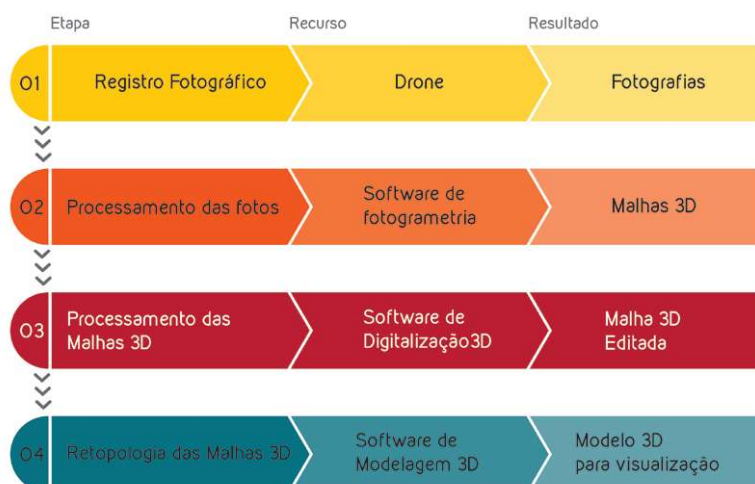 Etapa Recurso Resultado
01 Registro Fotográfico Drone Fotografias
02 Processamento das fotos
Software de
fotogrametria
Malhas 3D
03
Processamento das
Malhas 3D
Software de
Digitalização3D
Malha 3D
Editada
04 Retopologia das Malhas 3D
Software de
Modelagem 3D
Modelo 3D
para visualização